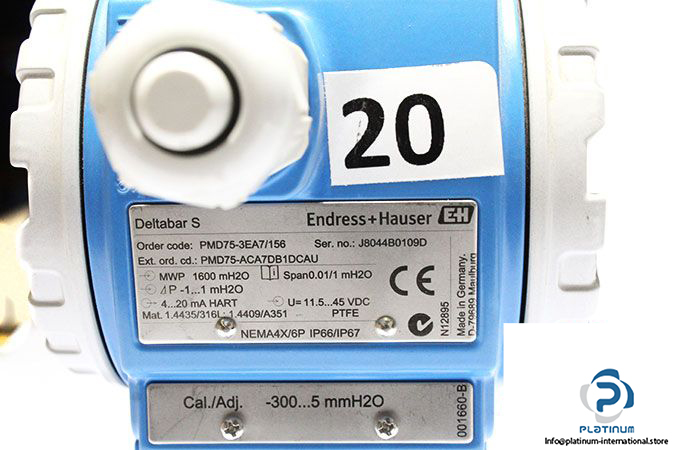 20
Deltabar S
Endress+Hauser EH
Order code: PMD75-3EA7/156 Ser. no.: J8044B0109D
Ext. ord. cd.: PMD75-ACA7DB1DCAU
MWP 1600 mH2O Span0.01/1 mH2O
⊿P -1...1 mH2O
4...20 mA HART U= 11.5...45 VDC
Mat. 1.4435/316L; 1.4409/A351 PTFE
NEMA4X/6P IP66/IP67
CE
N12895
Made in Germany.
D-79689 Maulburg
Cal./Adj. -300...5 mmH2O
001660-B
PLATINUM
Info@platinum-international.store